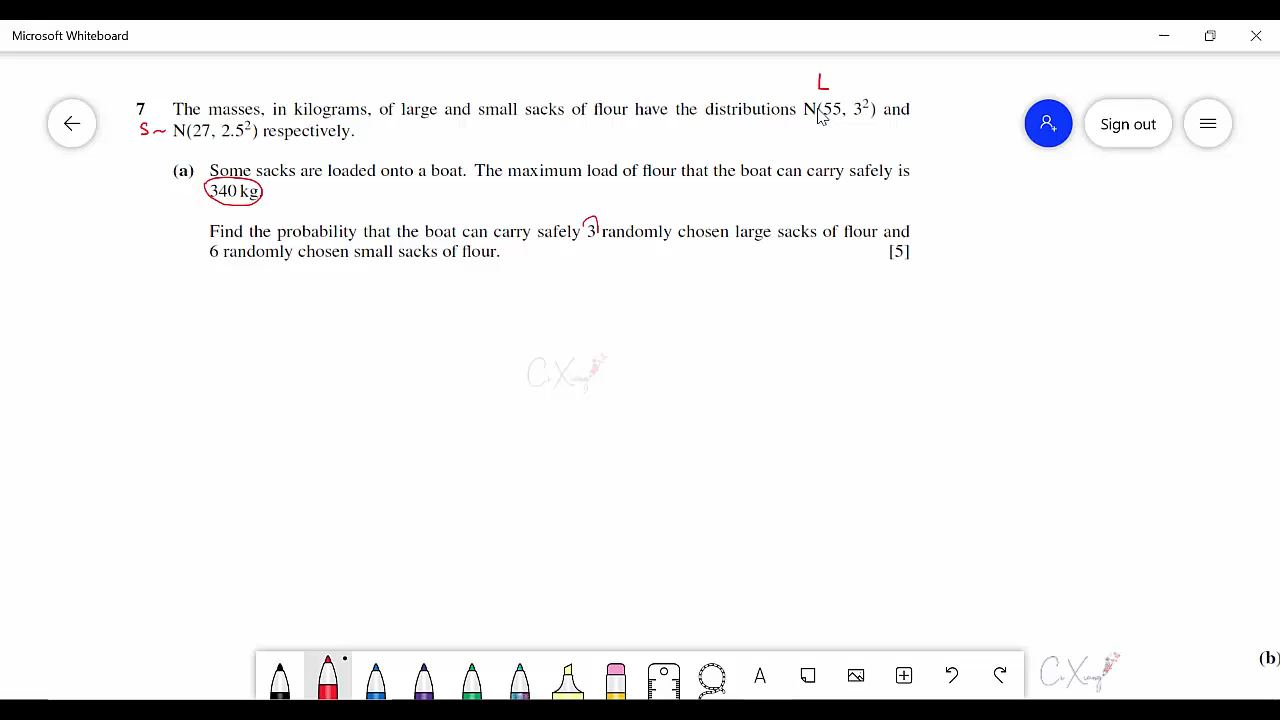 Microsoft Whiteboard
L
7 The masses, in kilograms, of large and small sacks of flour have the distributions N(55, 3²) and
S~ N(27, 2.5²) respectively.
Sign out
(a) Some sacks are loaded onto a boat. The maximum load of flour that the boat can carry safely is
340 kg.
Find the probability that the boat can carry safely 3 randomly chosen large sacks of flour and
6 randomly chosen small sacks of flour. [5]
(b)
A